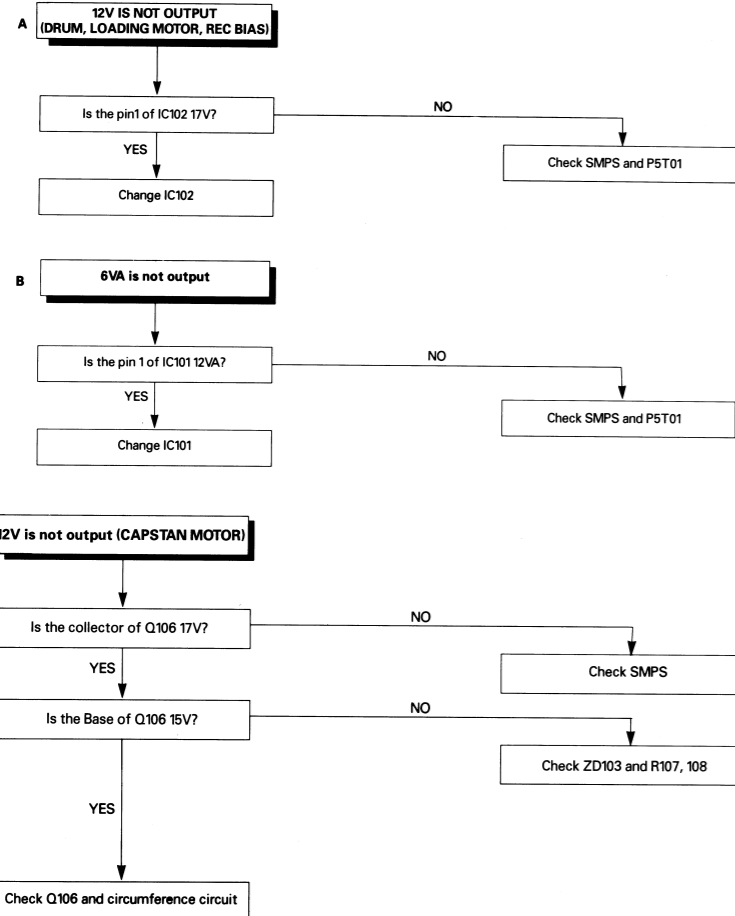 A
12V IS NOT OUTPUT
(DRUM, LOADING MOTOR, REC BIAS)
Is the pin1 of IC102 17V?
NO
YES
Check SMPS and P5T01
Change IC102
B
6VA is not output
Is the pin 1 of IC101 12VA?
NO
YES
Check SMPS and P5T01
Change IC101
12V is not output (CAPSTAN MOTOR)
Is the collector of Q106 17V?
NO
YES
Check SMPS
Is the Base of Q106 15V?
NO
Check ZD103 and R107, 108
YES
Check Q106 and circumference circuit